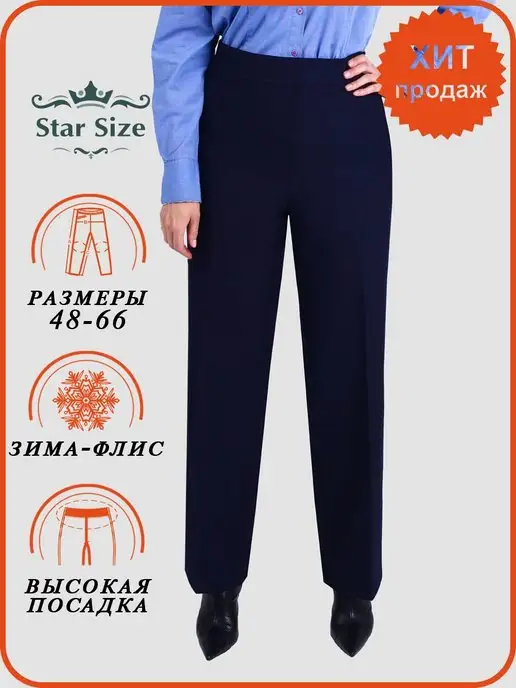 ХИТ
продаж
Star Size
РАЗМЕРЫ
48-66
ЗИМА-ФЛИС
ВЫСОКАЯ
ПОСАДКА